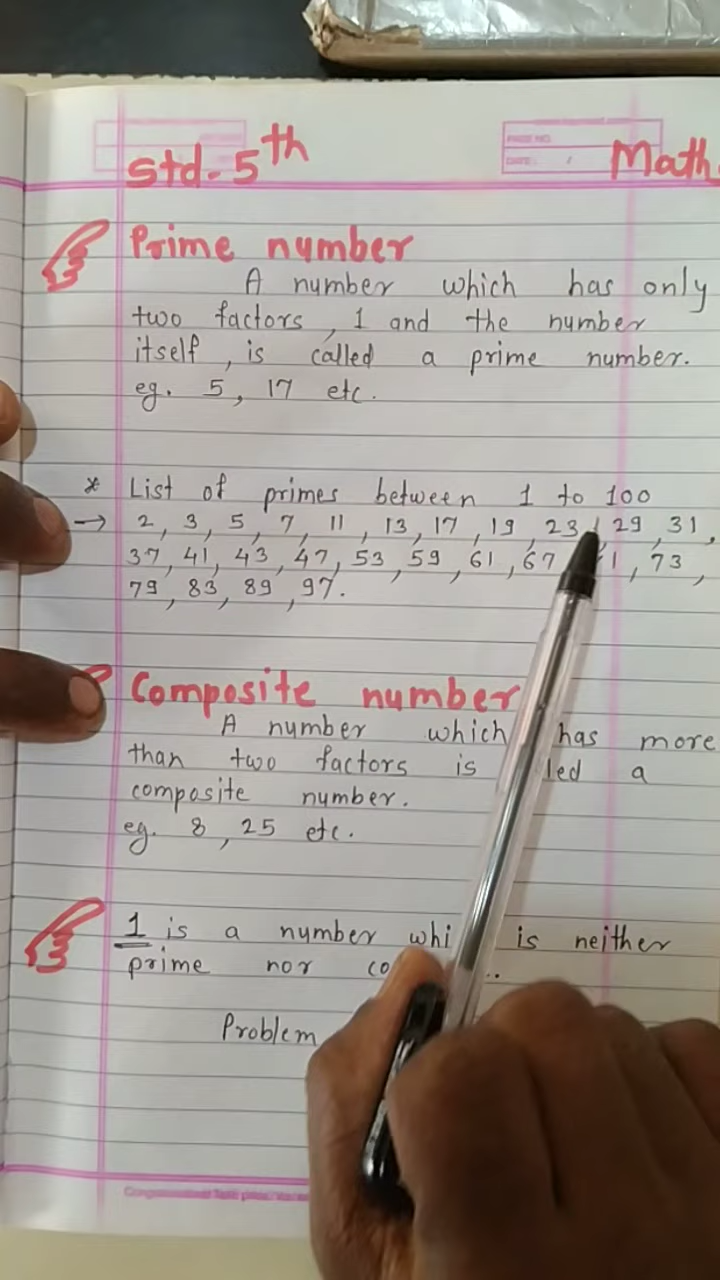 Std. 5th
PAGE NO.
DATE: /
Math
Prime number
A number which has only
two factors, 1 and the number
itself, is called a prime number.
eg. 5, 17 etc.
* List of primes between 1 to 100
→ 2, 3, 5, 7, 11, 13, 17, 19, 23, 29, 31,
37, 41, 43, 47, 53, 59, 61, 67 1, 73,
79, 83, 89, 97.
Composite number
A number which has more
than two factors is a
composite number.
eg. 8, 25 etc.
1 is a number is neither
prime nor
Problem